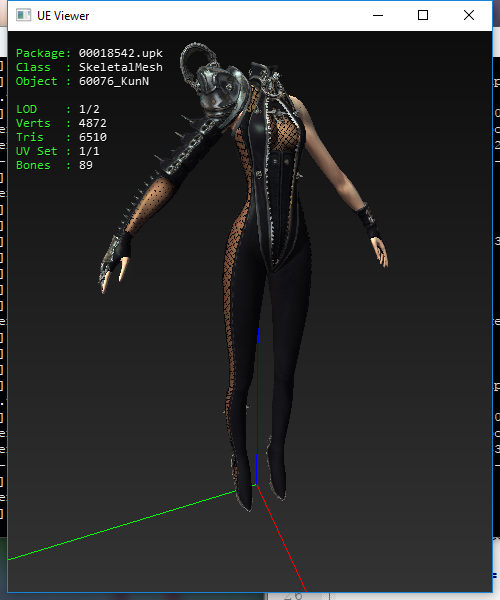 UE Viewer
Package: 00018542.upk
Class : SkeletalMesh
Object : 60076_KunN
LOD : 1/2
Verts : 4872
Tris : 6510
UV Set : 1/1
Bones : 89